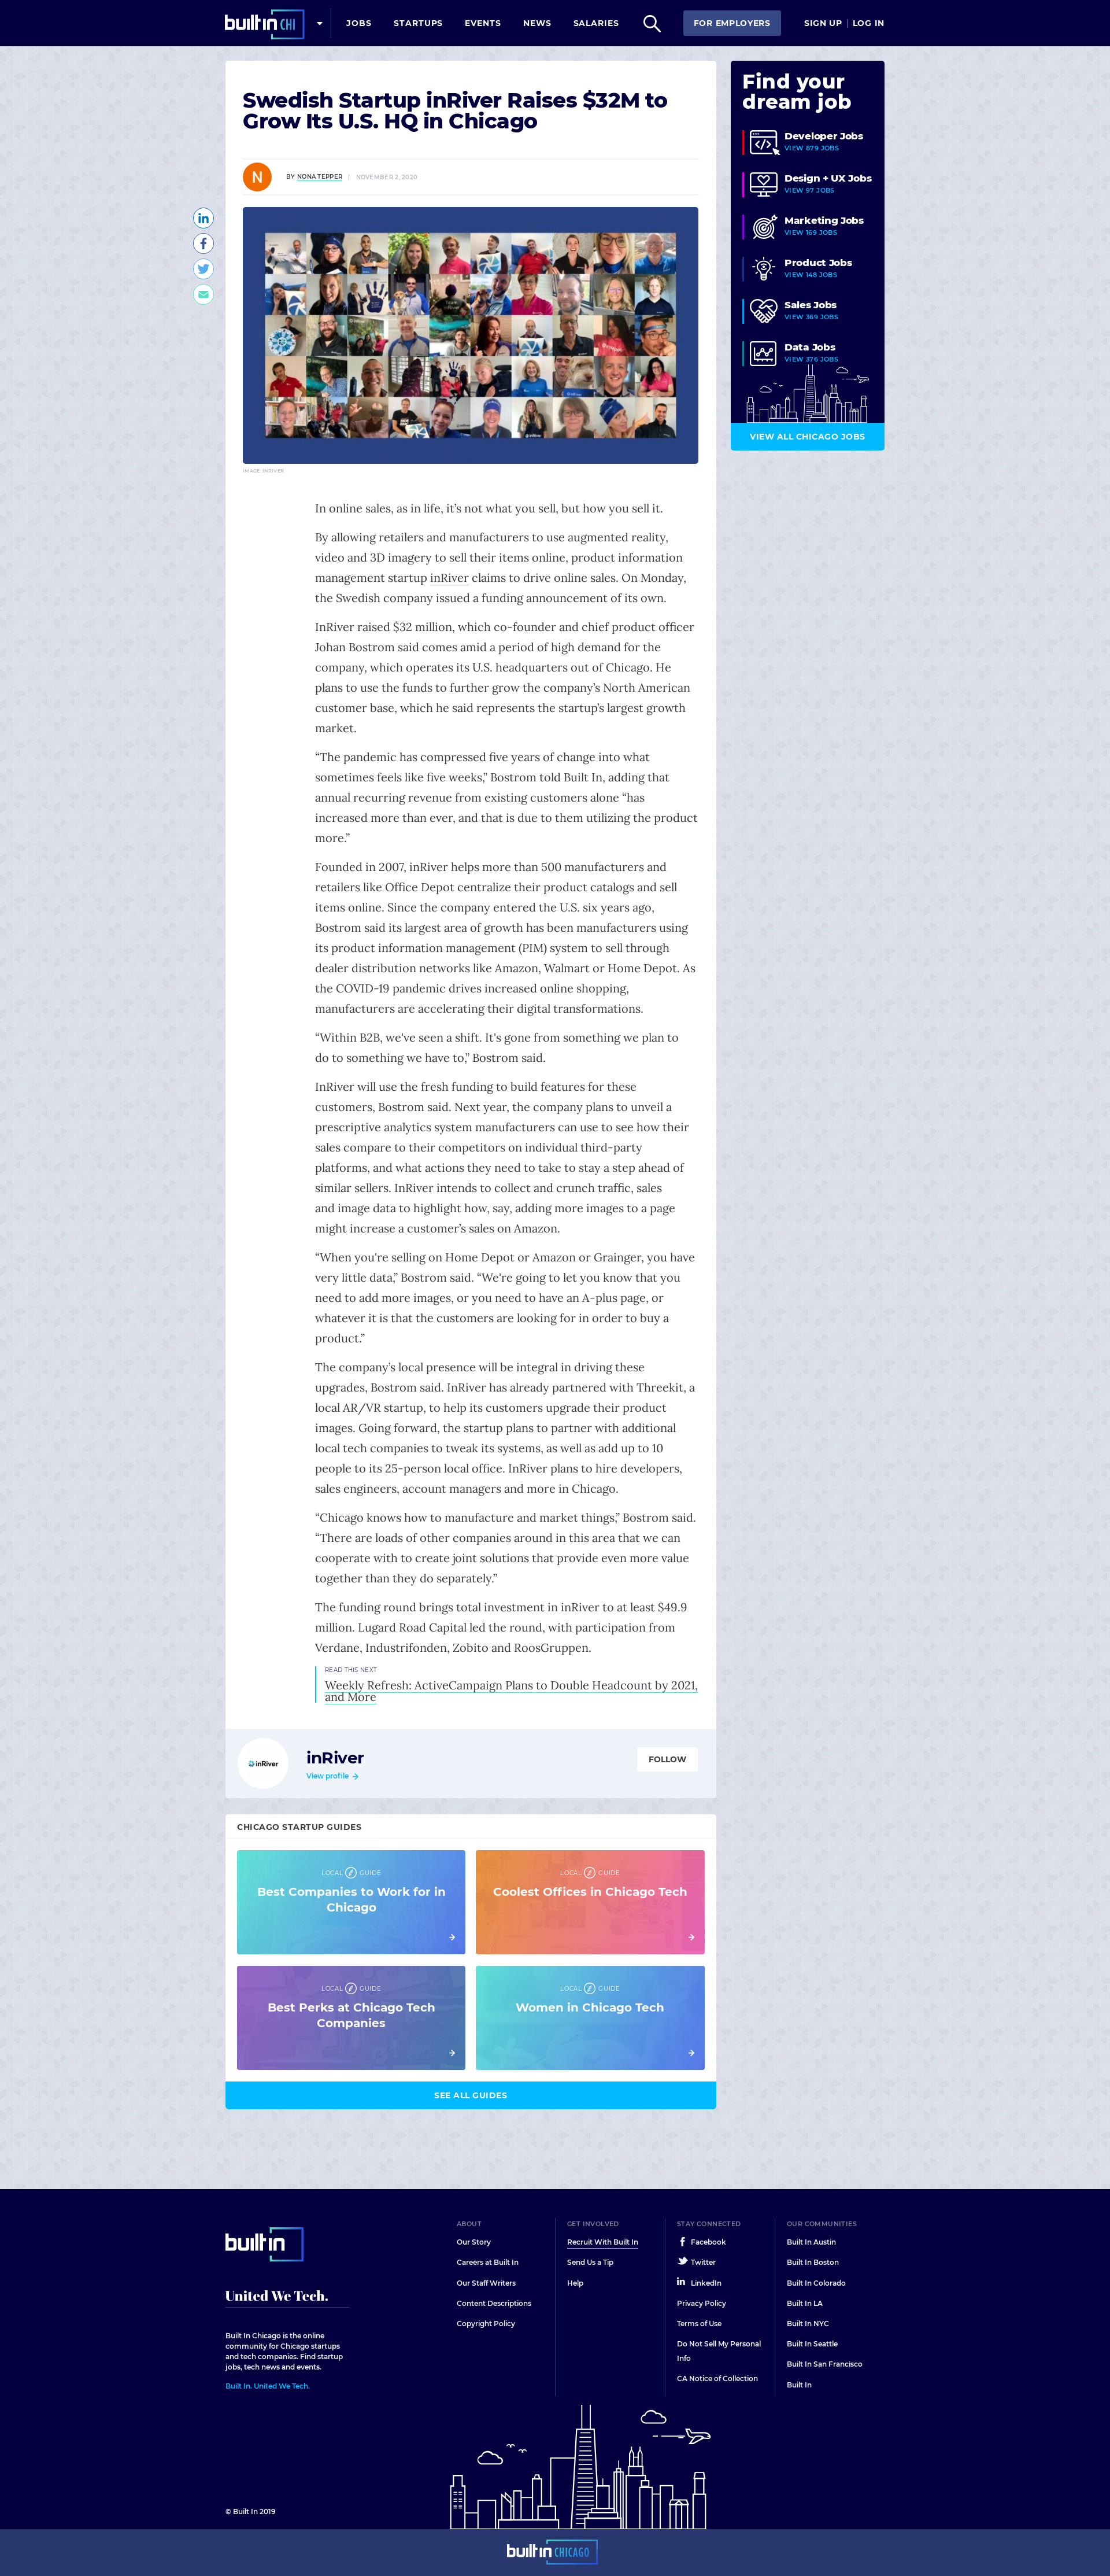 built in CHI
JOBS
STARTUPS
EVENTS
NEWS
SALARIES
FOR EMPLOYERS
SIGN UP | LOG IN
Swedish Startup inRiver Raises $32M to
Grow Its U.S. HQ in Chicago
N
BY NONA TEPPER | NOVEMBER 2, 2020
IMAGE: INRIVER
In online sales, as in life, it’s not what you sell, but how you sell it.
By allowing retailers and manufacturers to use augmented reality,
video and 3D imagery to sell their items online, product information
management startup inRiver claims to drive online sales. On Monday,
the Swedish company issued a funding announcement of its own.
InRiver raised $32 million, which co-founder and chief product officer
Johan Bostrom said comes amid a period of high demand for the
company, which operates its U.S. headquarters out of Chicago. He
plans to use the funds to further grow the company’s North American
customer base, which he said represents the startup’s largest growth
market.
“The pandemic has compressed five years of change into what
sometimes feels like five weeks,” Bostrom told Built In, adding that
annual recurring revenue from existing customers alone “has
increased more than ever, and that is due to them utilizing the product
more.”
Founded in 2007, inRiver helps more than 500 manufacturers and
retailers like Office Depot centralize their product catalogs and sell
items online. Since the company entered the U.S. six years ago,
Bostrom said its largest area of growth has been manufacturers using
its product information management (PIM) system to sell through
dealer distribution networks like Amazon, Walmart or Home Depot. As
the COVID-19 pandemic drives increased online shopping,
manufacturers are accelerating their digital transformations.
“Within B2B, we've seen a shift. It's gone from something we plan to
do to something we have to,” Bostrom said.
InRiver will use the fresh funding to build features for these
customers, Bostrom said. Next year, the company plans to unveil a
prescriptive analytics system manufacturers can use to see how their
sales compare to their competitors on individual third-party
platforms, and what actions they need to take to stay a step ahead of
similar sellers. InRiver intends to collect and crunch traffic, sales
and image data to highlight how, say, adding more images to a page
might increase a customer’s sales on Amazon.
“When you're selling on Home Depot or Amazon or Grainger, you have
very little data,” Bostrom said. “We're going to let you know that you
need to add more images, or you need to have an A-plus page, or
whatever it is that the customers are looking for in order to buy a
product.”
The company’s local presence will be integral in driving these
upgrades, Bostrom said. InRiver has already partnered with Threekit, a
local AR/VR startup, to help its customers upgrade their product
images. Going forward, the startup plans to partner with additional
local tech companies to tweak its systems, as well as add up to 10
people to its 25-person local office. InRiver plans to hire developers,
sales engineers, account managers and more in Chicago.
“Chicago knows how to manufacture and market things,” Bostrom said.
“There are loads of other companies around in this area that we can
cooperate with to create joint solutions that provide even more value
together than they do separately.”
The funding round brings total investment in inRiver to at least $49.9
million. Lugard Road Capital led the round, with participation from
Verdane, Industrifonden, Zobito and RoosGruppen.
READ THIS NEXT
Weekly Refresh: ActiveCampaign Plans to Double Headcount by 2021,
and More
inRiver
inRiver
View profile
FOLLOW
Find your
dream job
Developer Jobs
VIEW 879 JOBS
Design + UX Jobs
VIEW 97 JOBS
Marketing Jobs
VIEW 169 JOBS
Product Jobs
VIEW 148 JOBS
Sales Jobs
VIEW 369 JOBS
Data Jobs
VIEW 376 JOBS
VIEW ALL CHICAGO JOBS
CHICAGO STARTUP GUIDES
LOCAL GUIDE
Best Companies to Work for in
Chicago
LOCAL GUIDE
Coolest Offices in Chicago Tech
LOCAL GUIDE
Best Perks at Chicago Tech
Companies
LOCAL GUIDE
Women in Chicago Tech
SEE ALL GUIDES
built in
United We Tech.
Built In Chicago is the online
community for Chicago startups
and tech companies. Find startup
jobs, tech news and events.
Built In. United We Tech.
ABOUT
Our Story
Careers at Built In
Our Staff Writers
Content Descriptions
Copyright Policy
GET INVOLVED
Recruit With Built In
Send Us a Tip
Help
STAY CONNECTED
Facebook
Twitter
LinkedIn
Privacy Policy
Terms of Use
Do Not Sell My Personal
Info
CA Notice of Collection
OUR COMMUNITIES
Built In Austin
Built In Boston
Built In Colorado
Built In LA
Built In NYC
Built In Seattle
Built In San Francisco
Built In
© Built In 2019
built in CHICAGO